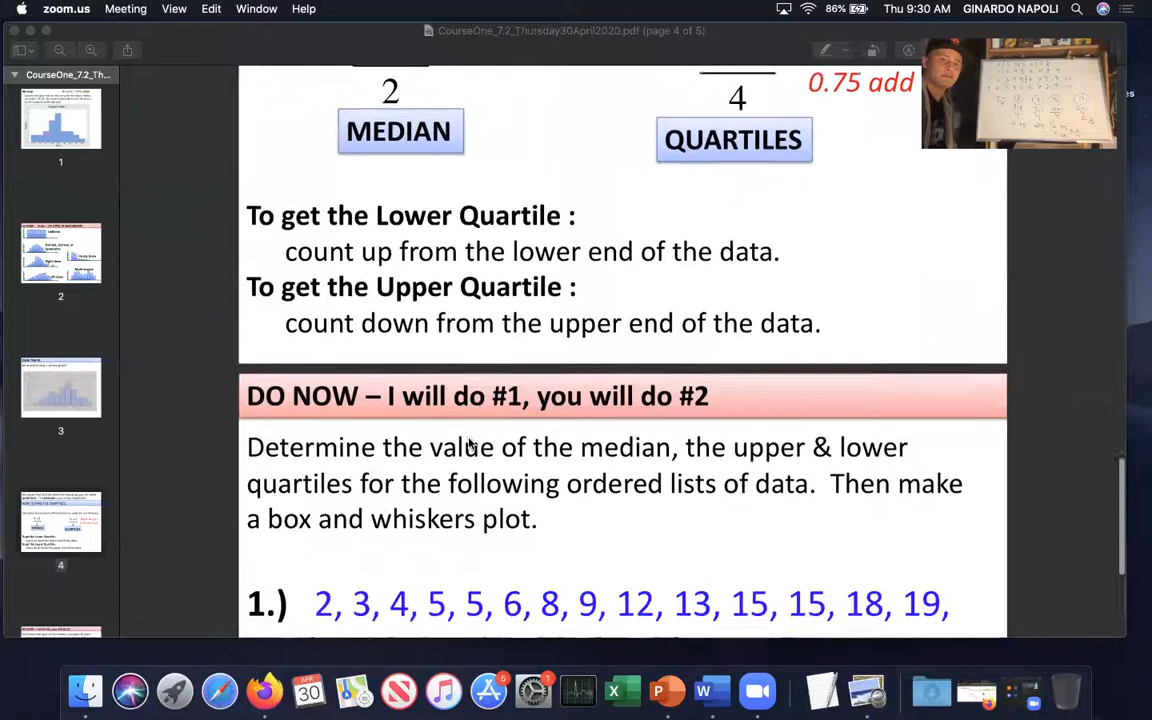 zoom.us Meeting View Edit Window Help 86% Thu 9:30 AM GINARDO NAPOLI
CourseOne_7.2_Thursday30April2020.pdf (page 4 of 5)
CourseOne_7.2_Th...
1
2
3
4
2
MEDIAN
4
QUARTILES
0.75 add
To get the Lower Quartile :
count up from the lower end of the data.
To get the Upper Quartile :
count down from the upper end of the data.
DO NOW – I will do #1, you will do #2
Determine the value of the median, the upper & lower
quartiles for the following ordered lists of data. Then make
a box and whiskers plot.
1.) 2, 3, 4, 5, 5, 6, 8, 9, 12, 13, 15, 15, 18, 19,
APR
30
5
1